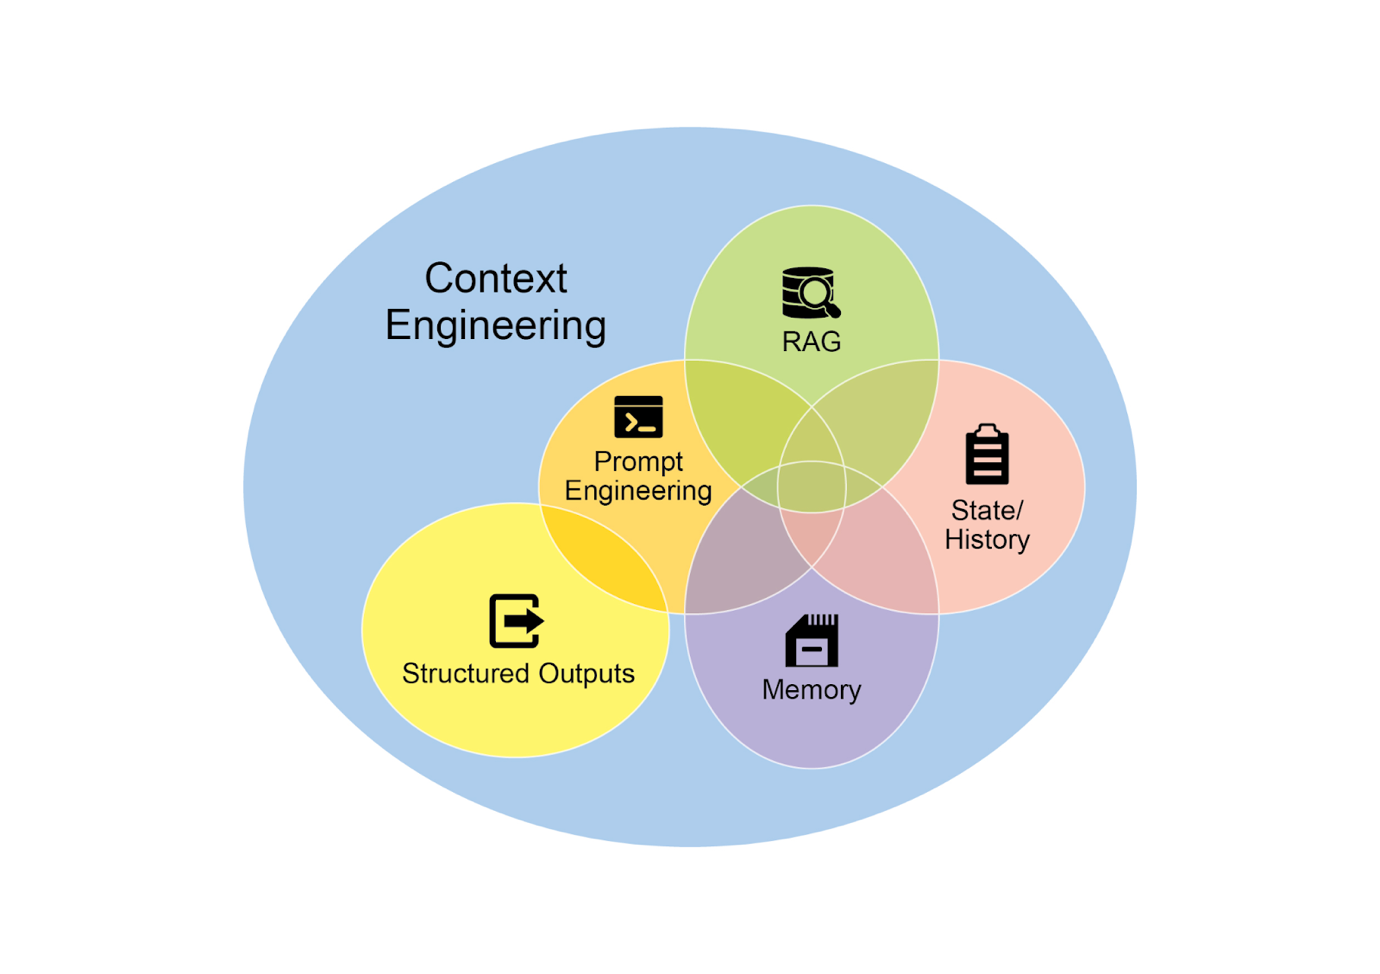 Context
Engineering
RAG
Prompt
Engineering
State/
History
Structured Outputs
Memory